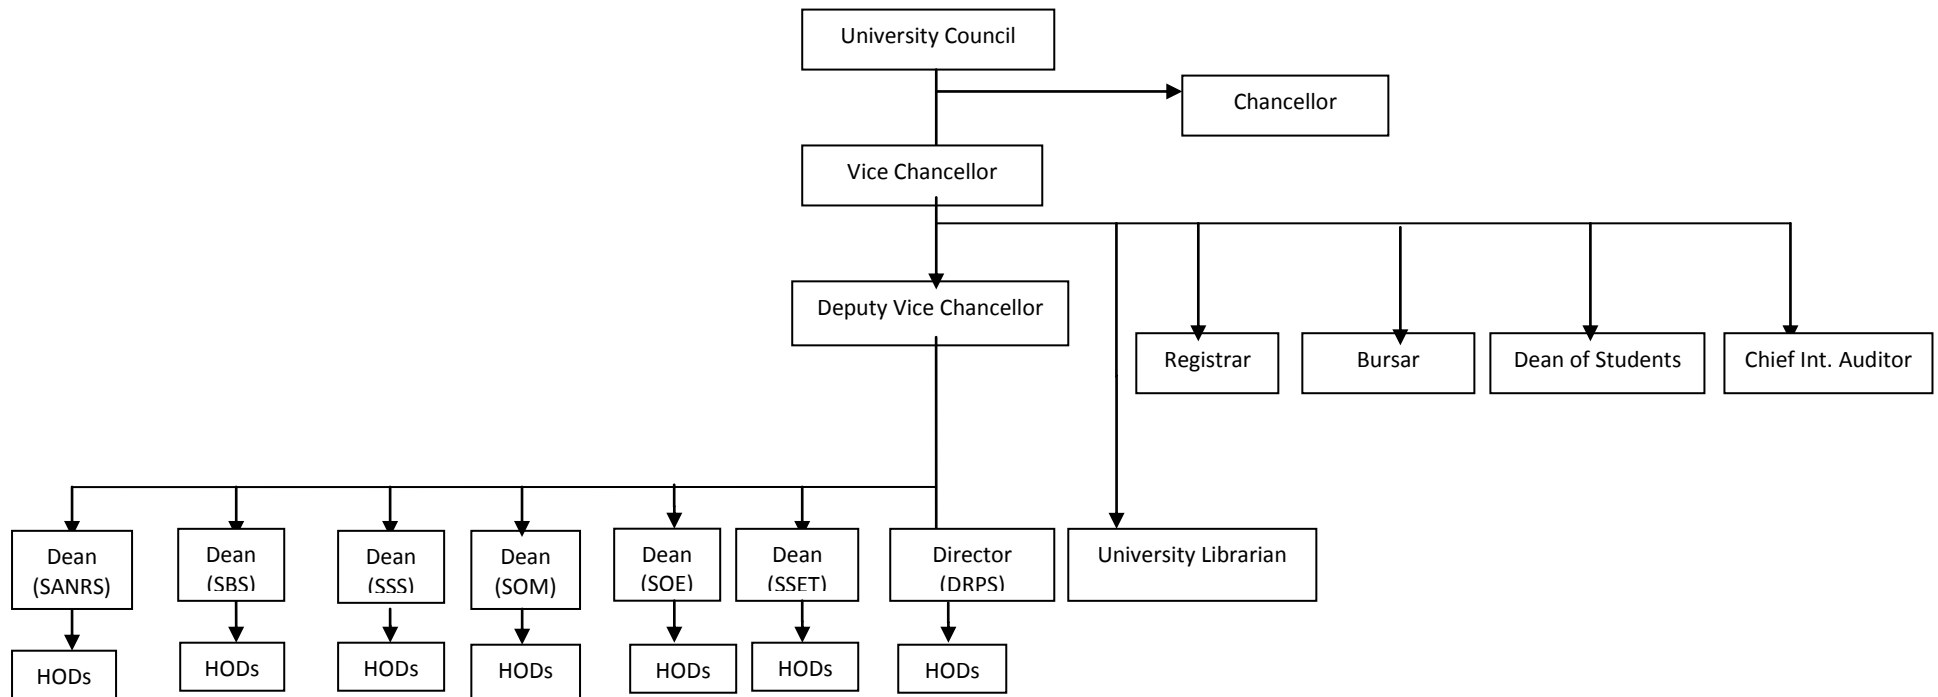 University Council
Chancellor
Vice Chancellor
Deputy Vice Chancellor
Registrar
Bursar
Dean of Students
Chief Int. Auditor
Dean
(SANRS)
Dean
(SBS)
Dean
(SSS)
Dean
(SOM)
Dean
(SOE)
Dean
(SSET)
Director
(DRPS)
University Librarian
HODs
HODs
HODs
HODs
HODs
HODs
HODs